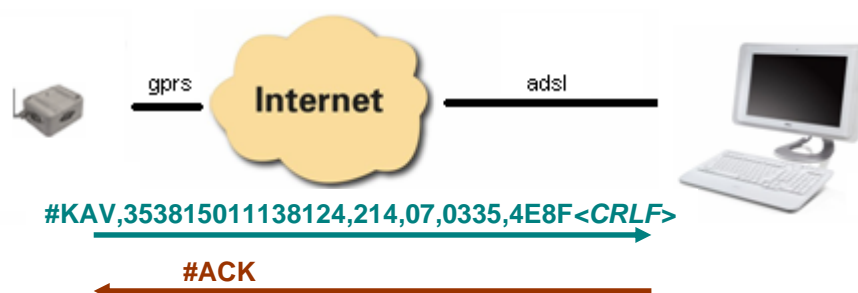 gprs
Internet
adsl
#KAV,353815011138124,214,07,0335,4E8F<CRLF>
#ACK